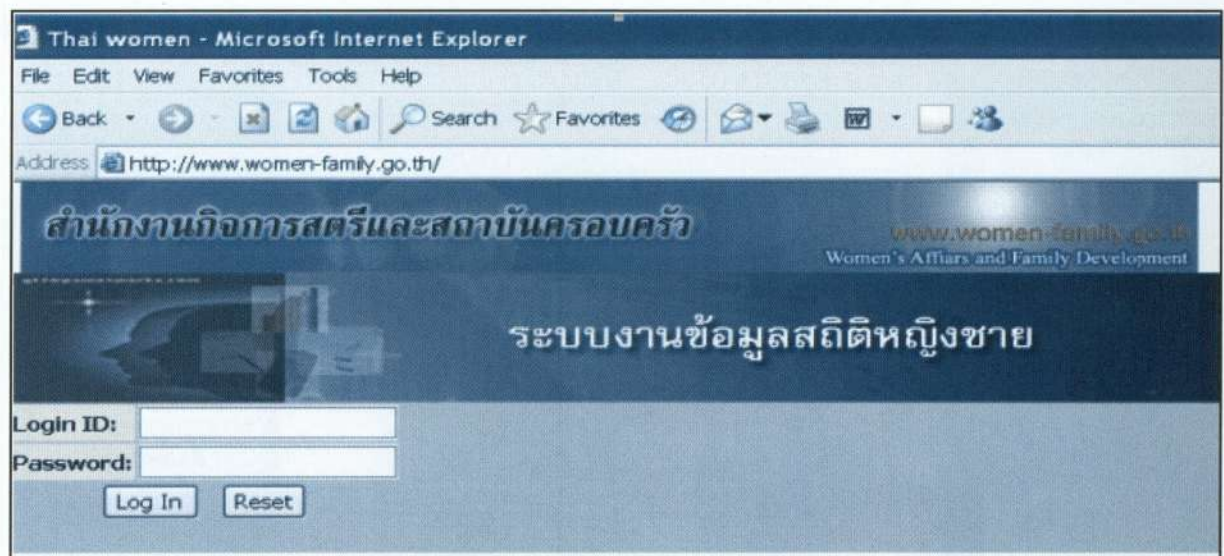 Thai women - Microsoft Internet Explorer
File Edit View Favorites Tools Help
Back Search Favorites
Address http://www.women-family.go.th/
สำนักงานกิจการสตรีและสถาบันครอบครัว
www.women-family.go.th
Women's Affiars and Family Development
ระบบงานข้อมูลสถิติหญิงชาย
Login ID:
Password:
Log In Reset